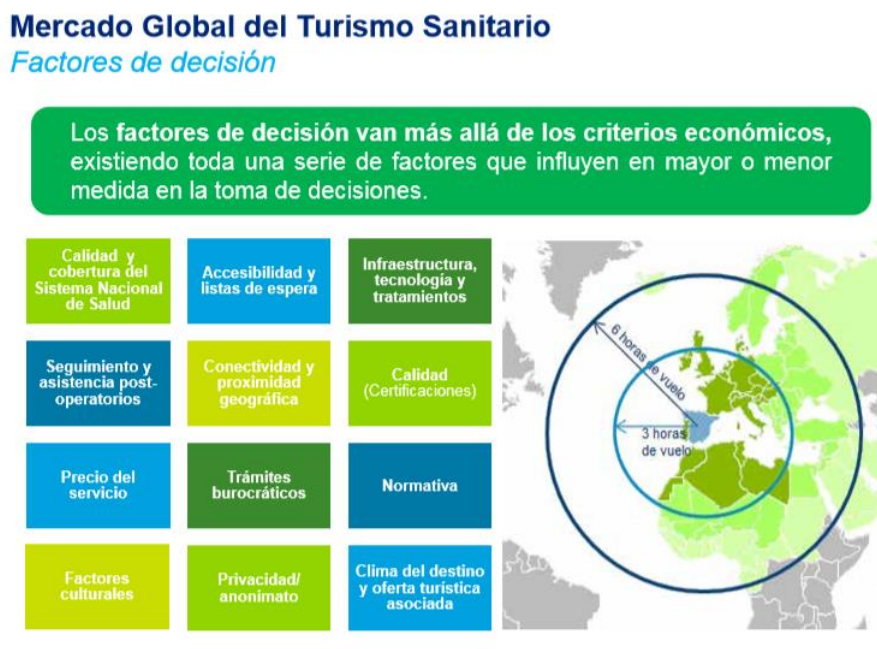 Mercado Global del Turismo Sanitario
Factores de decisión
Los factores de decisión van más allá de los criterios económicos,
existiendo toda una serie de factores que influyen en mayor o menor
medida en la toma de decisiones.
Calidad y
cobertura del
Sistema Nacional
de Salud
Accesibilidad y
listas de espera
Infraestructura,
tecnología y
tratamientos
Seguimiento y
asistencia post-
operatorios
Conectividad y
proximidad
geográfica
Calidad
(Certificaciones)
Precio del
servicio
Trámites
burocráticos
Normativa
Factores
culturales
Privacidad/
anonimato
Clima del destino
y oferta turística
asociada
6 horas de vuelo
3 horas
de vuelo